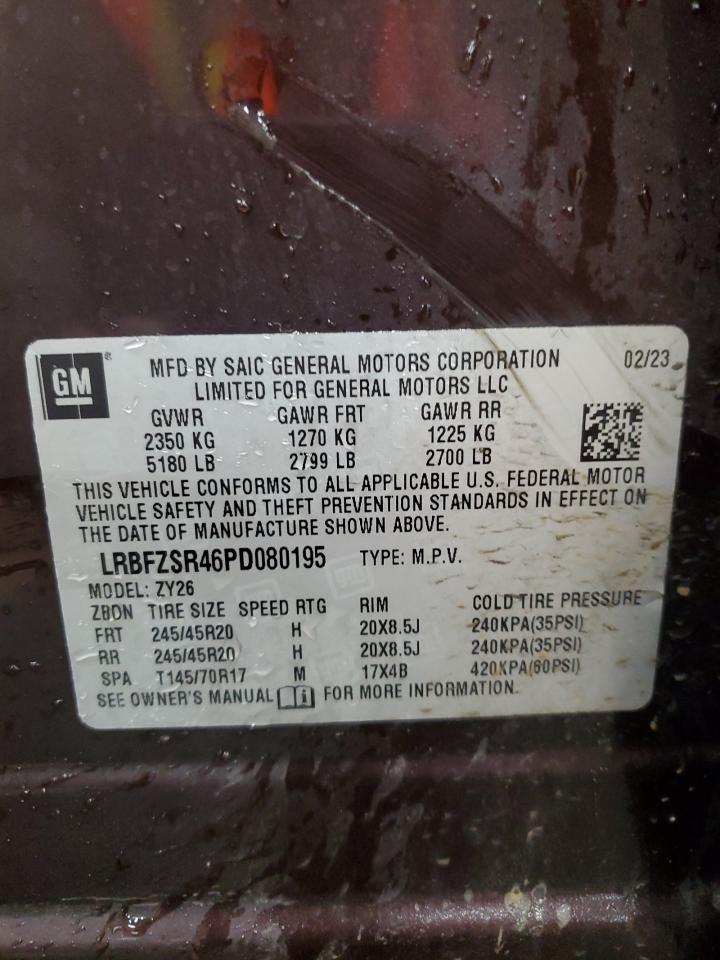 GM ®
MFD BY SAIC GENERAL MOTORS CORPORATION 02/23
LIMITED FOR GENERAL MOTORS LLC
GVWR GAWR FRT GAWR RR
2350 KG 1270 KG 1225 KG
5180 LB 2799 LB 2700 LB
THIS VEHICLE CONFORMS TO ALL APPLICABLE U.S. FEDERAL MOTOR
VEHICLE SAFETY AND THEFT PREVENTION STANDARDS IN EFFECT ON
THE DATE OF MANUFACTURE SHOWN ABOVE.
LRBFZSR46PD080195 TYPE: M.P.V.
MODEL: ZY26
ZBDN TIRE SIZE SPEED RTG RIM COLD TIRE PRESSURE
FRT 245/45R20 H 20X8.5J 240KPA(35PSI)
RR 245/45R20 H 20X8.5J 240KPA(35PSI)
SPA T145/70R17 M 17X4B 420KPA(60PSI)
SEE OWNER'S MANUAL FOR MORE INFORMATION.